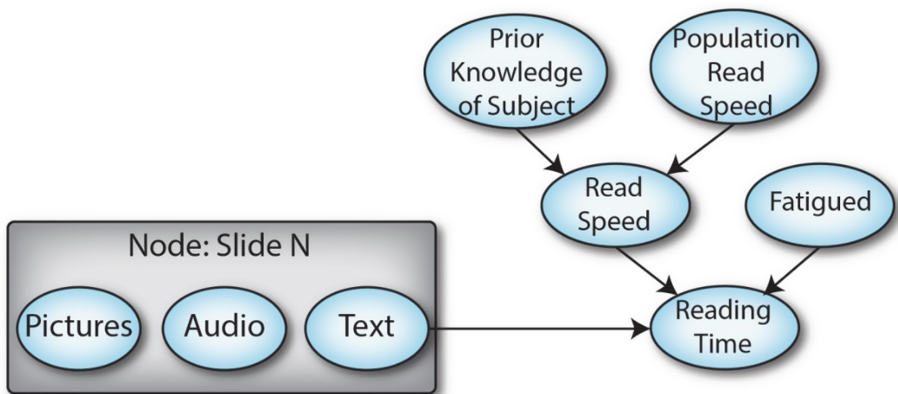 Prior
Knowledge
of Subject
Population
Read
Speed
Read
Speed
Fatigued
Node: Slide N
Pictures
Audio
Text
Reading
Time